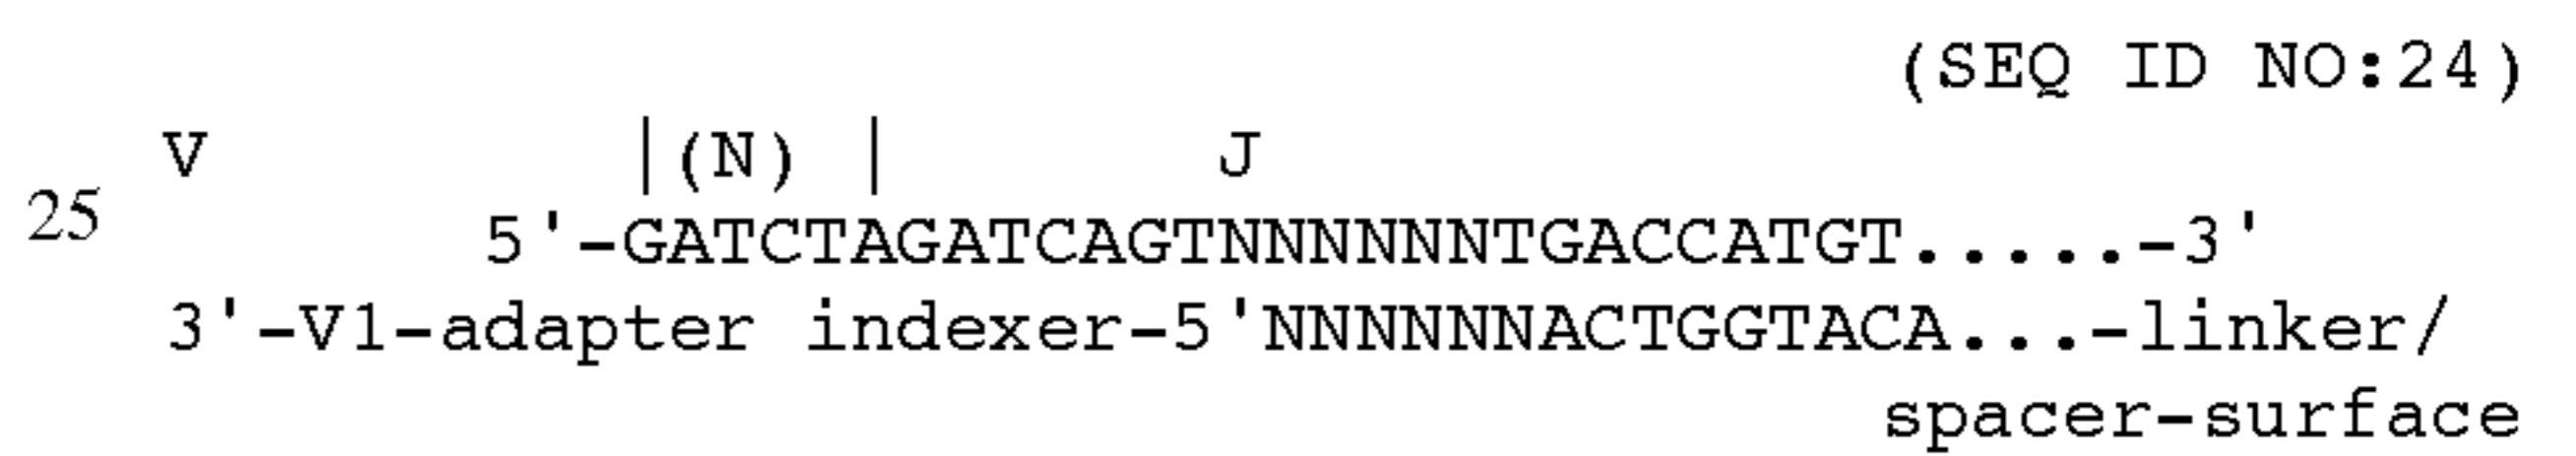 (SEQ ID NO:24)
V |(N) | J
25 5'-GATCTAGATCAGTNNNNNNTGACCATGT.....-3'
3'-V1-adapter indexer-5'NNNNNNACTGGTACA...-linker/
spacer-surface